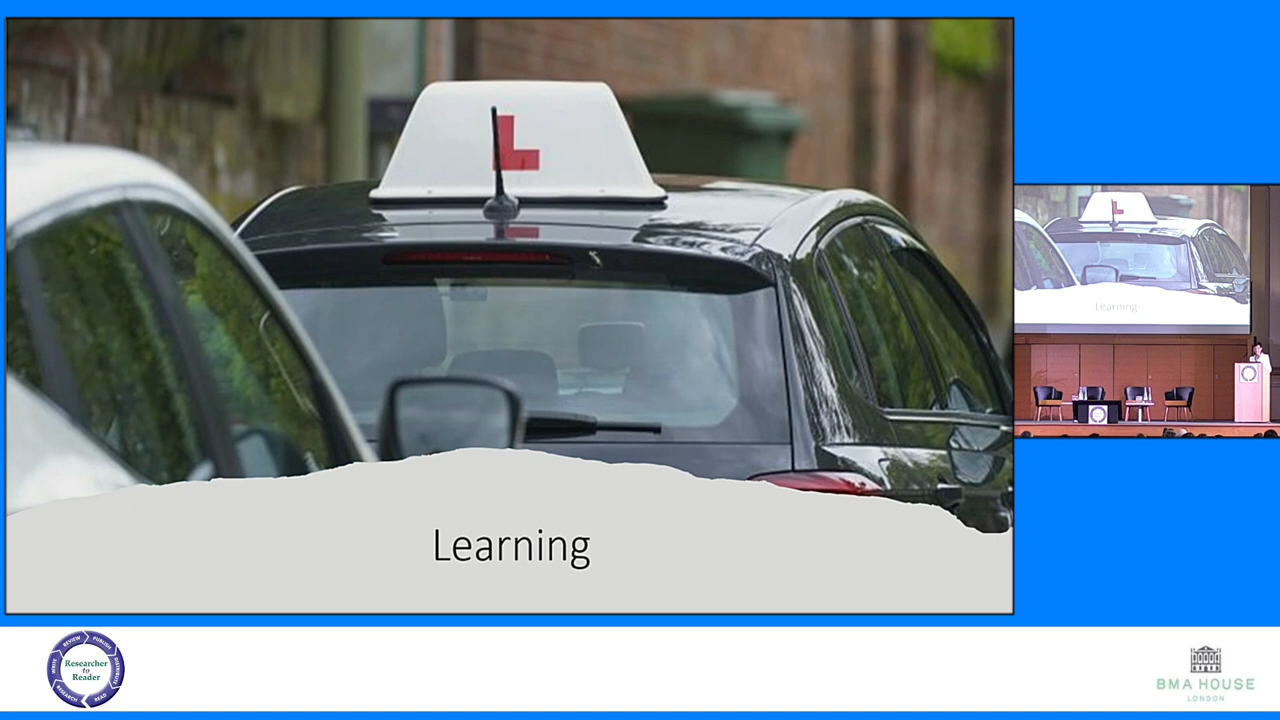 L
Learning
Learning
REVIEW
PUBLISH
WRITE
DISTRIBUTE
RESEARCH
READ
Researcher
to
Reader
BMA HOUSE
LONDON